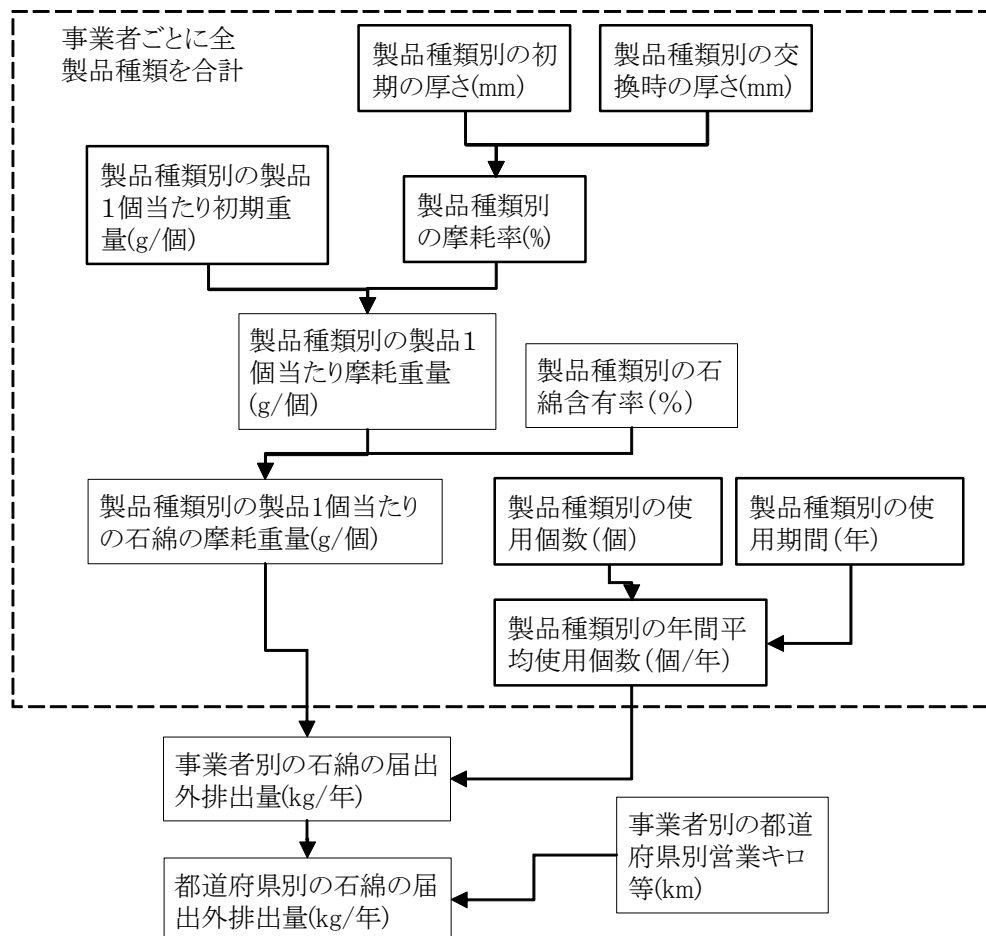 事業者ごとに全
製品種類を合計
製品種類別の初
期の厚さ(mm)
製品種類別の交
換時の厚さ(mm)
製品種類別の製品
１個当たり初期重
量(g/個)
製品種類別
の摩耗率(%)
製品種類別の製品１
個当たり摩耗重量
(g/個)
製品種類別の石
綿含有率(％)
製品種類別の製品1個当たり
の石綿の摩耗重量(g/個)
製品種類別の使
用個数(個)
製品種類別の使
用期間(年)
製品種類別の年間平
均使用個数(個/年)
事業者別の石綿の届出
外排出量(kg/年)
事業者別の都道
府県別営業キロ
等(km)
都道府県別の石綿の届
出外排出量(kg/年)